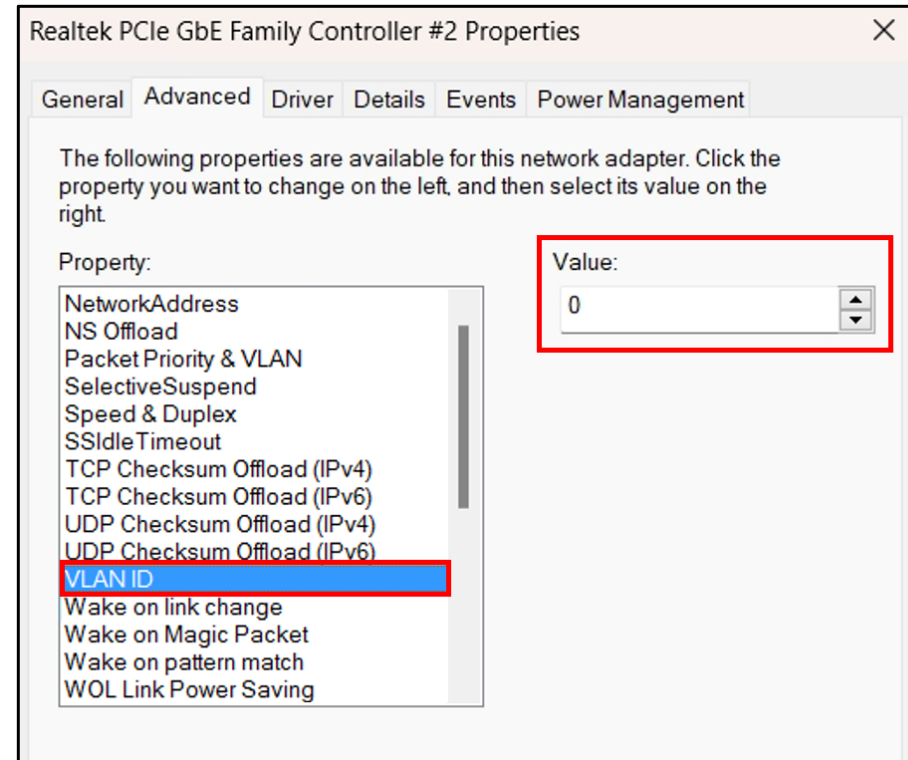 Realtek PCIe GbE Family Controller #2 Properties
General Advanced Driver Details Events Power Management
The following properties are available for this network adapter. Click the
property you want to change on the left, and then select its value on the
right.
Property:
Value:
NetworkAddress
0
NS Offload
Packet Priority & VLAN
SelectiveSuspend
Speed & Duplex
SSIdleTimeout
TCP Checksum Offload (IPv4)
TCP Checksum Offload (IPv6)
UDP Checksum Offload (IPv4)
UDP Checksum Offload (IPv6)
VLAN ID
Wake on link change
Wake on Magic Packet
Wake on pattern match
WOL Link Power Saving